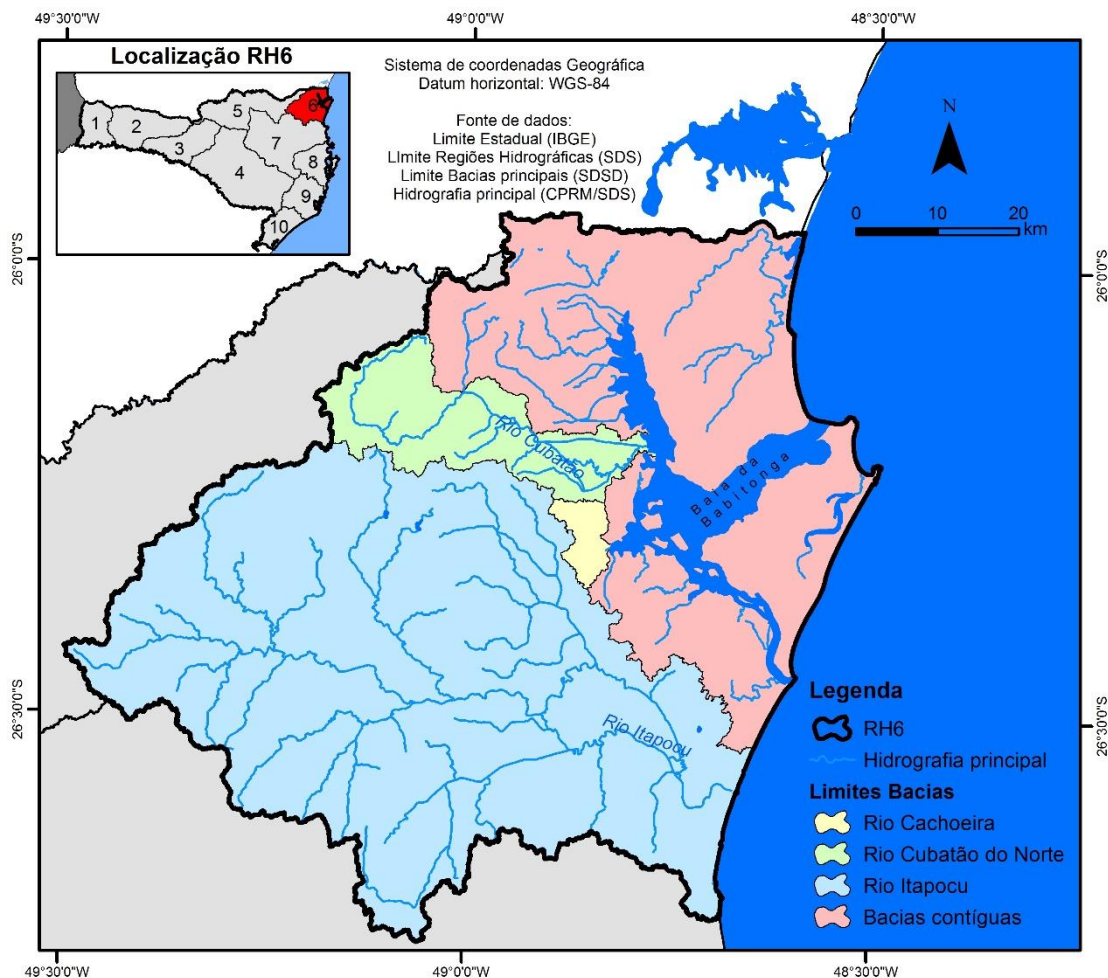 49°30'0"W
49°0'0"W
48°30'0"W
Localização RH6
1
2
3
4
5
6
7
8
9
10
Sistema de coordenadas Geográfica
Datum horizontal: WGS-84
Fonte de dados:
Limite Estadual (IBGE)
LImite Regiões Hidrográficas (SDS)
Limite Bacias principais (SDSD)
Hidrografia principal (CPRM/SDS)
N
0 10 20
km
26°0'0"S
26°0'0"S
Rio Cubatão
Baia da
Babitonga
Rio Itapocu
26°30'0"S
26°30'0"S
Legenda
RH6
Hidrografia principal
Limites Bacias
Rio Cachoeira
Rio Cubatão do Norte
Rio Itapocu
Bacias contíguas
49°30'0"W
49°0'0"W
48°30'0"W